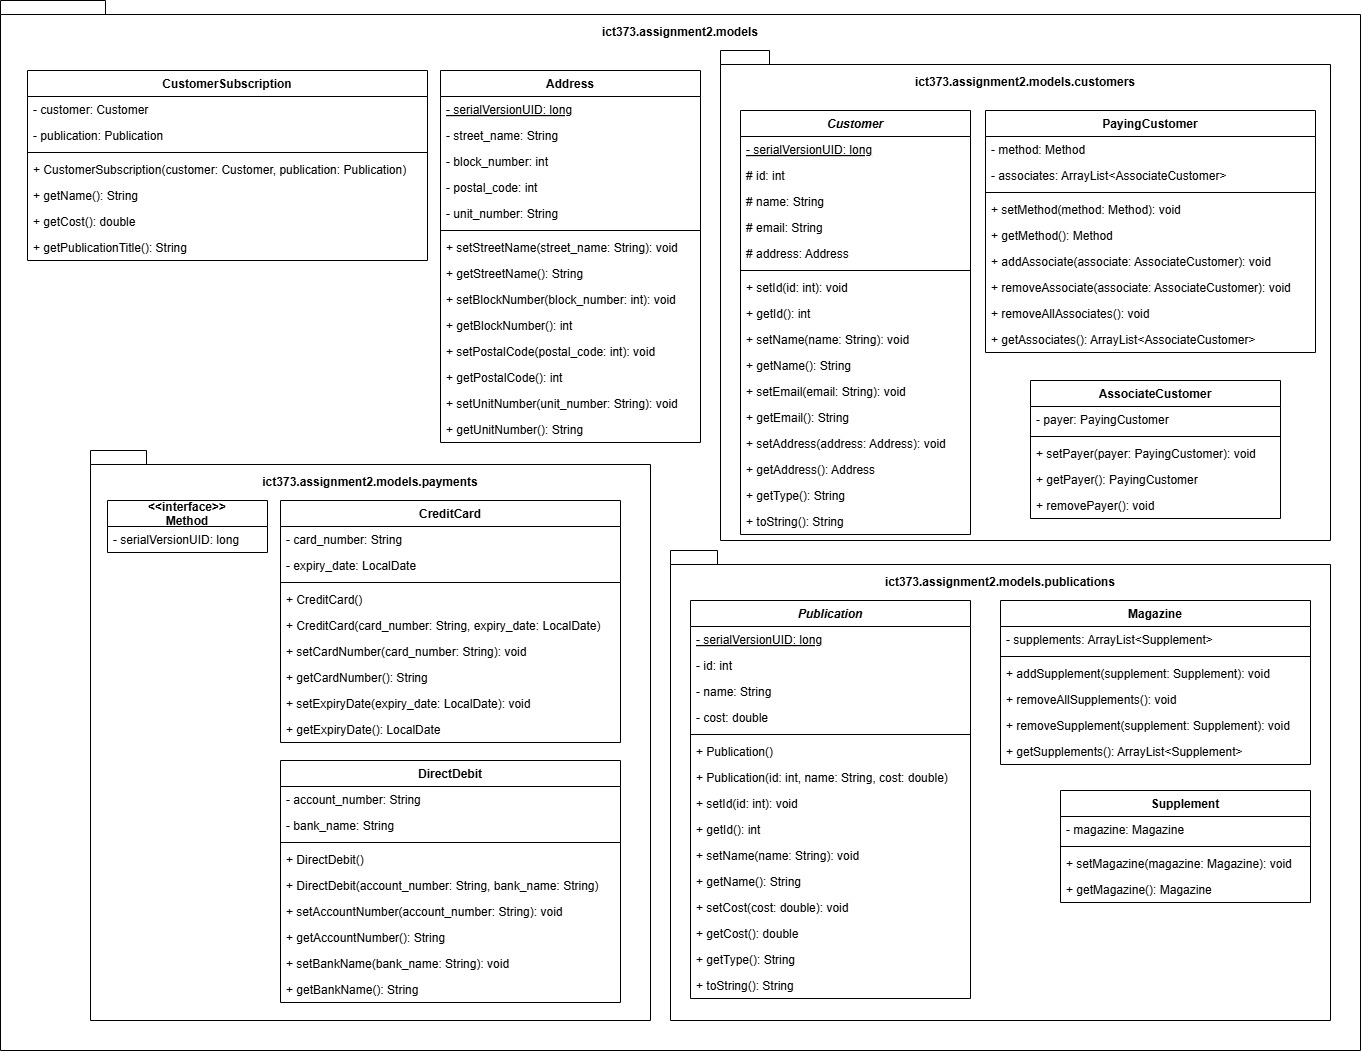 ict373.assignment2.models
CustomerSubscription
- customer: Customer
- publication: Publication
+ CustomerSubscription(customer: Customer, publication: Publication)
+ getName(): String
+ getCost(): double
+ getPublicationTitle(): String
Address
- serialVersionUID: long
- street_name: String
- block_number: int
- postal_code: int
- unit_number: String
+ setStreetName(street_name: String): void
+ getStreetName(): String
+ setBlockNumber(block_number: int): void
+ getBlockNumber(): int
+ setPostalCode(postal_code: int): void
+ getPostalCode(): int
+ setUnitNumber(unit_number: String): void
+ getUnitNumber(): String
ict373.assignment2.models.customers
Customer
- serialVersionUID: long
# id: int
# name: String
# email: String
# address: Address
+ setId(id: int): void
+ getId(): int
+ setName(name: String): void
+ getName(): String
+ setEmail(email: String): void
+ getEmail(): String
+ setAddress(address: Address): void
+ getAddress(): Address
+ getType(): String
+ toString(): String
PayingCustomer
- method: Method
- associates: ArrayList<AssociateCustomer>
+ setMethod(method: Method): void
+ getMethod(): Method
+ addAssociate(associate: AssociateCustomer): void
+ removeAssociate(associate: AssociateCustomer): void
+ removeAllAssociates(): void
+ getAssociates(): ArrayList<AssociateCustomer>
AssociateCustomer
- payer: PayingCustomer
+ setPayer(payer: PayingCustomer): void
+ getPayer(): PayingCustomer
+ removePayer(): void
ict373.assignment2.models.payments
<<interface>>
Method
- serialVersionUID: long
CreditCard
- card_number: String
- expiry_date: LocalDate
+ CreditCard()
+ CreditCard(card_number: String, expiry_date: LocalDate)
+ setCardNumber(card_number: String): void
+ getCardNumber(): String
+ setExpiryDate(expiry_date: LocalDate): void
+ getExpiryDate(): LocalDate
DirectDebit
- account_number: String
- bank_name: String
+ DirectDebit()
+ DirectDebit(account_number: String, bank_name: String)
+ setAccountNumber(account_number: String): void
+ getAccountNumber(): String
+ setBankName(bank_name: String): void
+ getBankName(): String
ict373.assignment2.models.publications
Publication
- serialVersionUID: long
- id: int
- name: String
- cost: double
+ Publication()
+ Publication(id: int, name: String, cost: double)
+ setId(id: int): void
+ getId(): int
+ setName(name: String): void
+ getName(): String
+ setCost(cost: double): void
+ getCost(): double
+ getType(): String
+ toString(): String
Magazine
- supplements: ArrayList<Supplement>
+ addSupplement(supplement: Supplement): void
+ removeAllSupplements(): void
+ removeSupplement(supplement: Supplement): void
+ getSupplements(): ArrayList<Supplement>
Supplement
- magazine: Magazine
+ setMagazine(magazine: Magazine): void
+ getMagazine(): Magazine